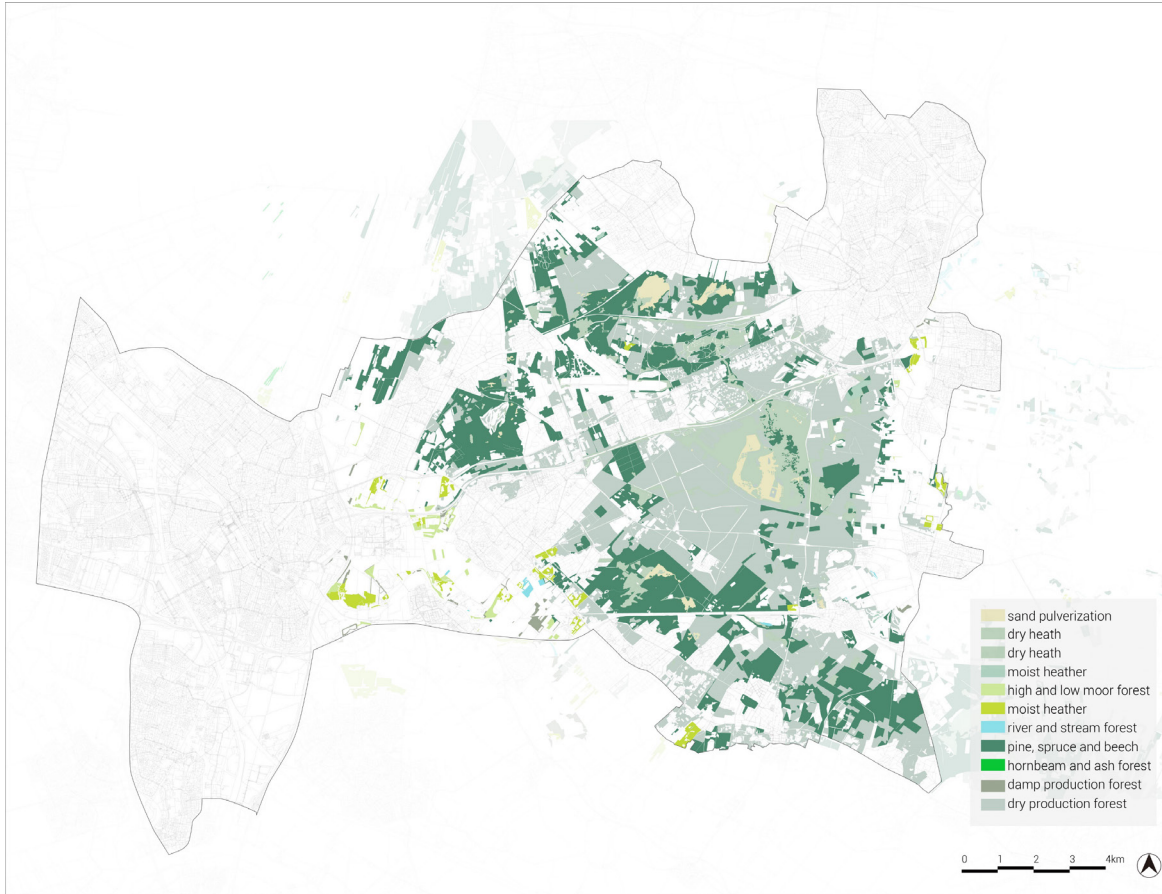 sand pulverization
dry heath
dry heath
moist heather
high and low moor forest
moist heather
river and stream forest
pine, spruce and beech
hornbeam and ash forest
damp production forest
dry production forest
0 1 2 3 4km